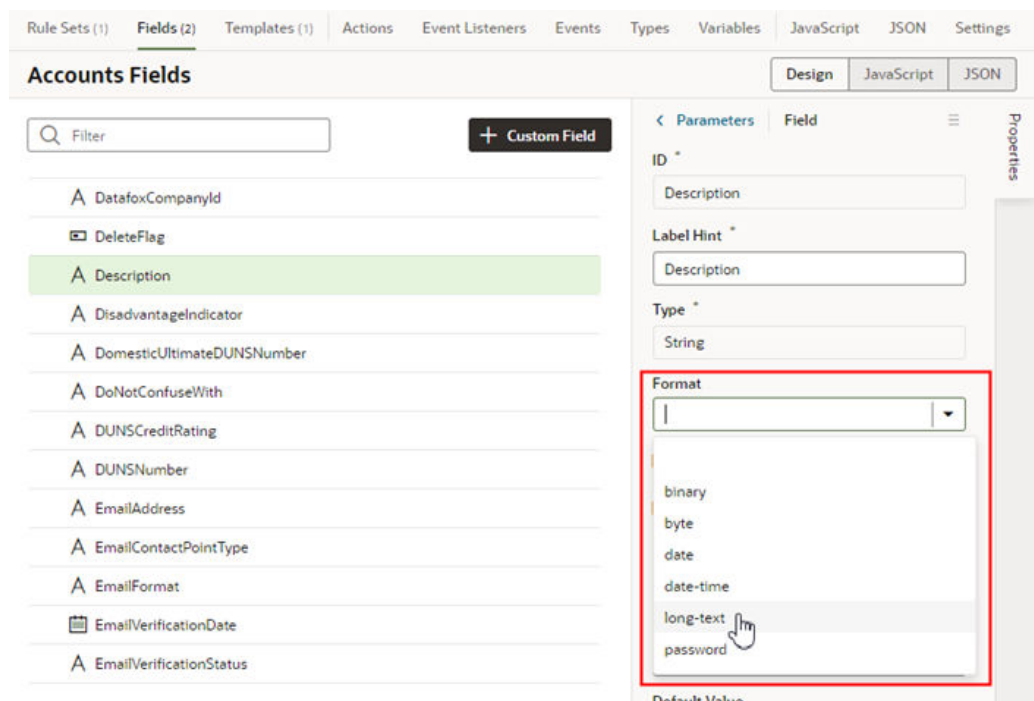 Rule Sets (1) Fields (2) Templates (1) Actions Event Listeners Events Types Variables JavaScript JSON Settings
Accounts Fields
Design JavaScript JSON
Filter
+ Custom Field
DatafoxCompanyId
DeleteFlag
Description
DisadvantageIndicator
DomesticUltimateDUNSNumber
DoNotConfuseWith
DUNSCreditRating
DUNSNumber
EmailAddress
EmailContactPointType
EmailFormat
EmailVerificationDate
EmailVerificationStatus
< Parameters Field
Properties
ID *
Description
Label Hint *
Description
Type *
String
Format
binary
byte
date
date-time
long-text
password
Default Value